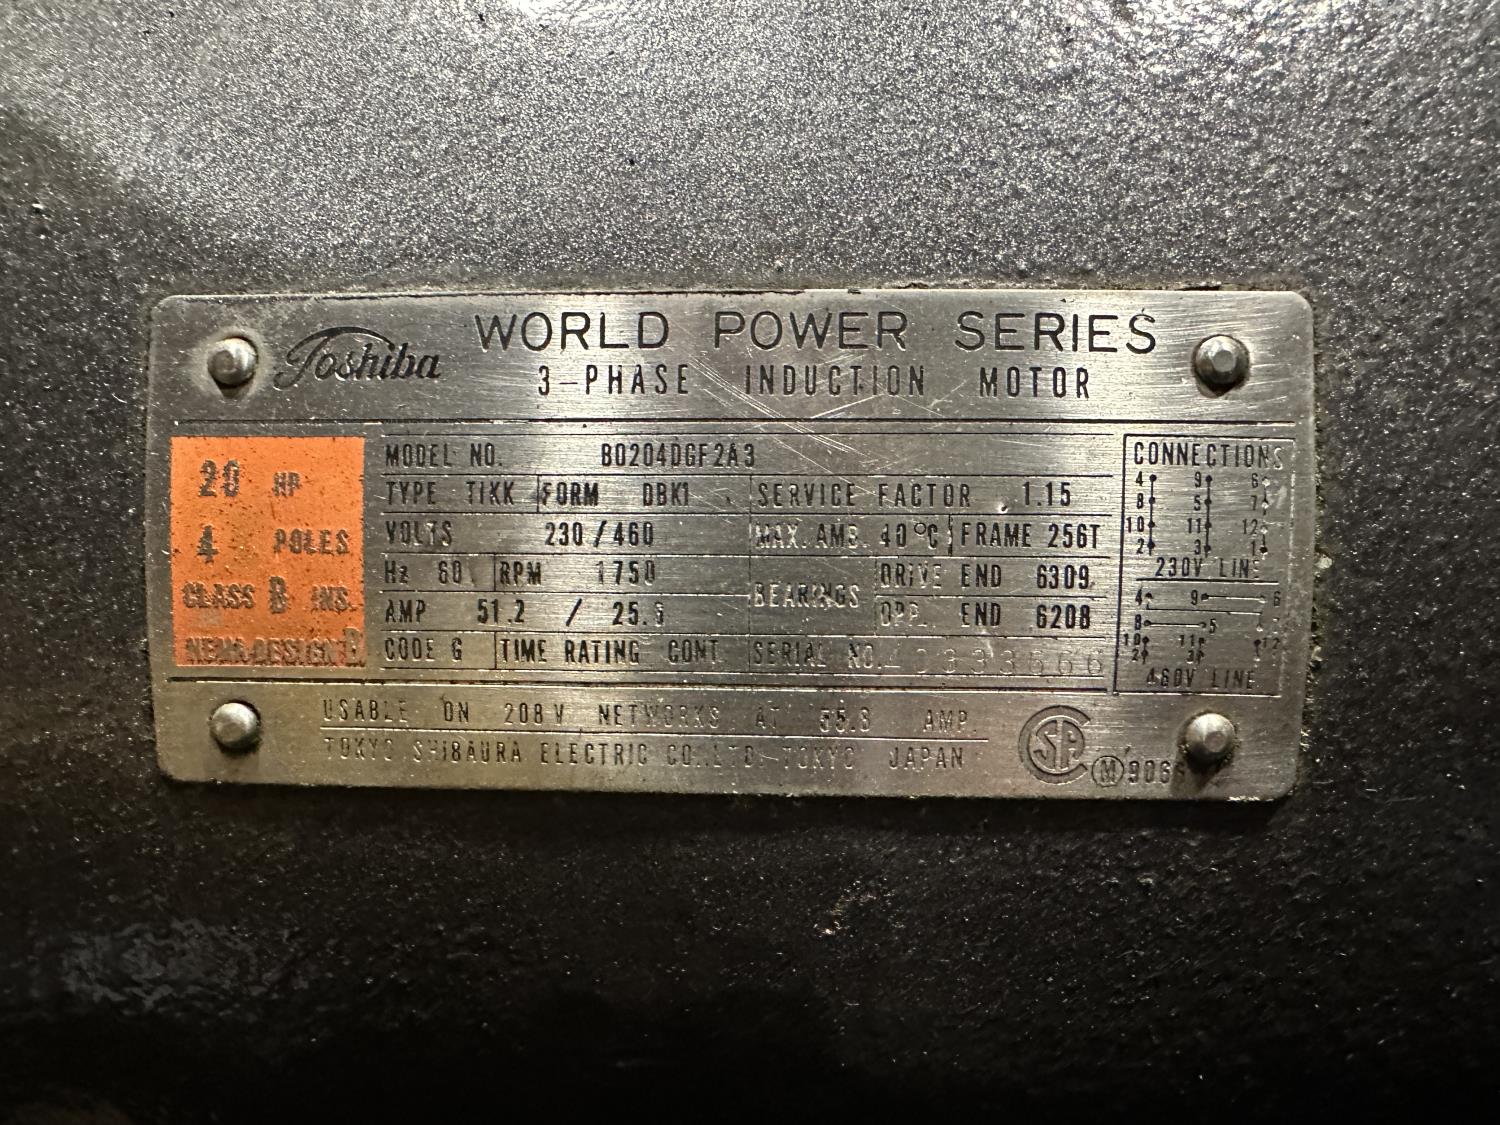 Toshiba WORLD POWER SERIES
3-PHASE INDUCTION MOTOR
20 HP
4 POLES
CLASS B INS.
NEMA DESIGN B
MODEL NO. B0204DGF2A3
TYPE TIKK FORM DBK1 SERVICE FACTOR 1.15
VOLTS 230/460 MAX. AMB. 40°C FRAME 256T
Hz 60 RPM 1750 BEARINGS DRIVE END 6309
AMP 51.2 / 25.6 OPP. END 6208
CODE G TIME RATING CONT. SERIAL NO.
CONNECTIONS
4 9 6
8 5 7
10 11 12
2 3 1
230V LINE
4 9 6
8 5 7
10 11 12
2 3
460V LINE
USABLE ON 208V NETWORKS AT AMP.
TOKYO SHIBAURA ELECTRIC CO.,LTD. TOKYO JAPAN
SA M